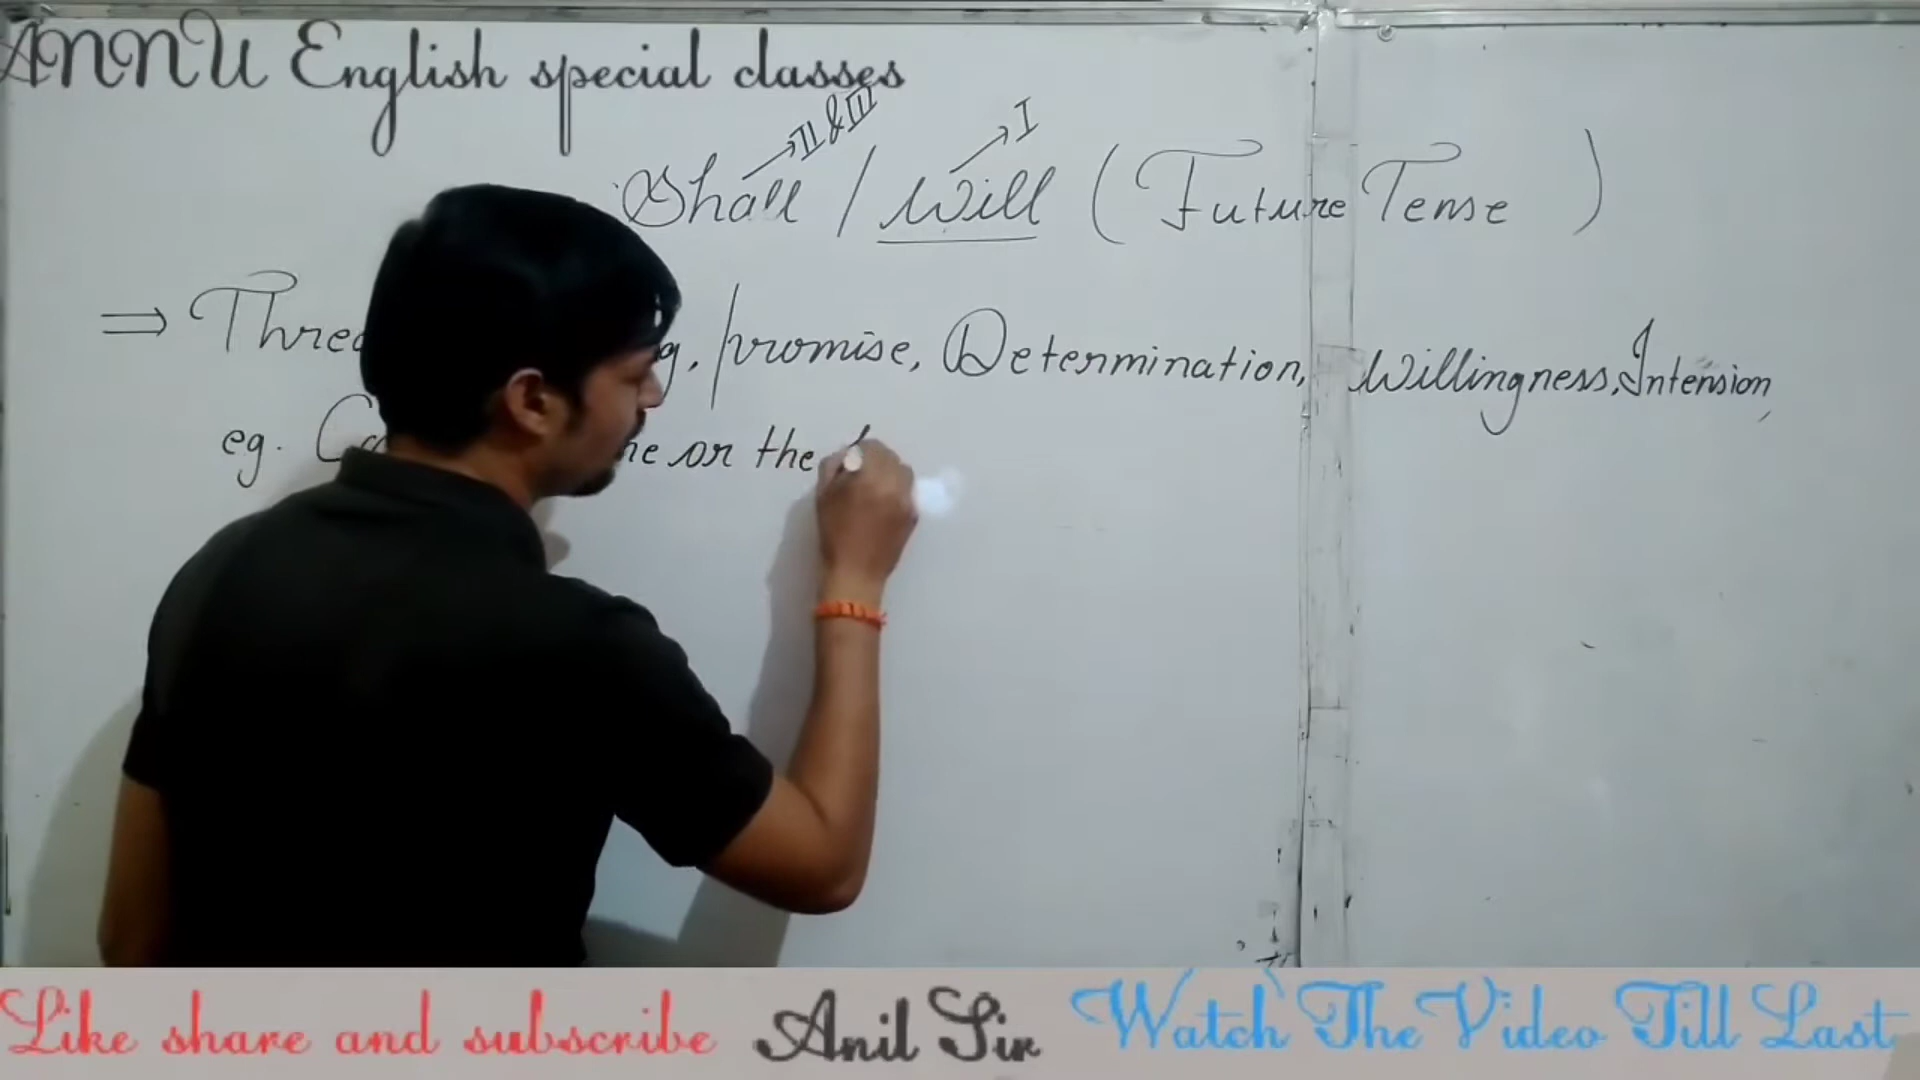 ANNU English special classes
II & III I
Shall / Will ( Future Tense )
⇒ promise, Determination, Willingness, Intension,
eg. or the
Like share and subscribe Anil Sir Watch The Video Till Last